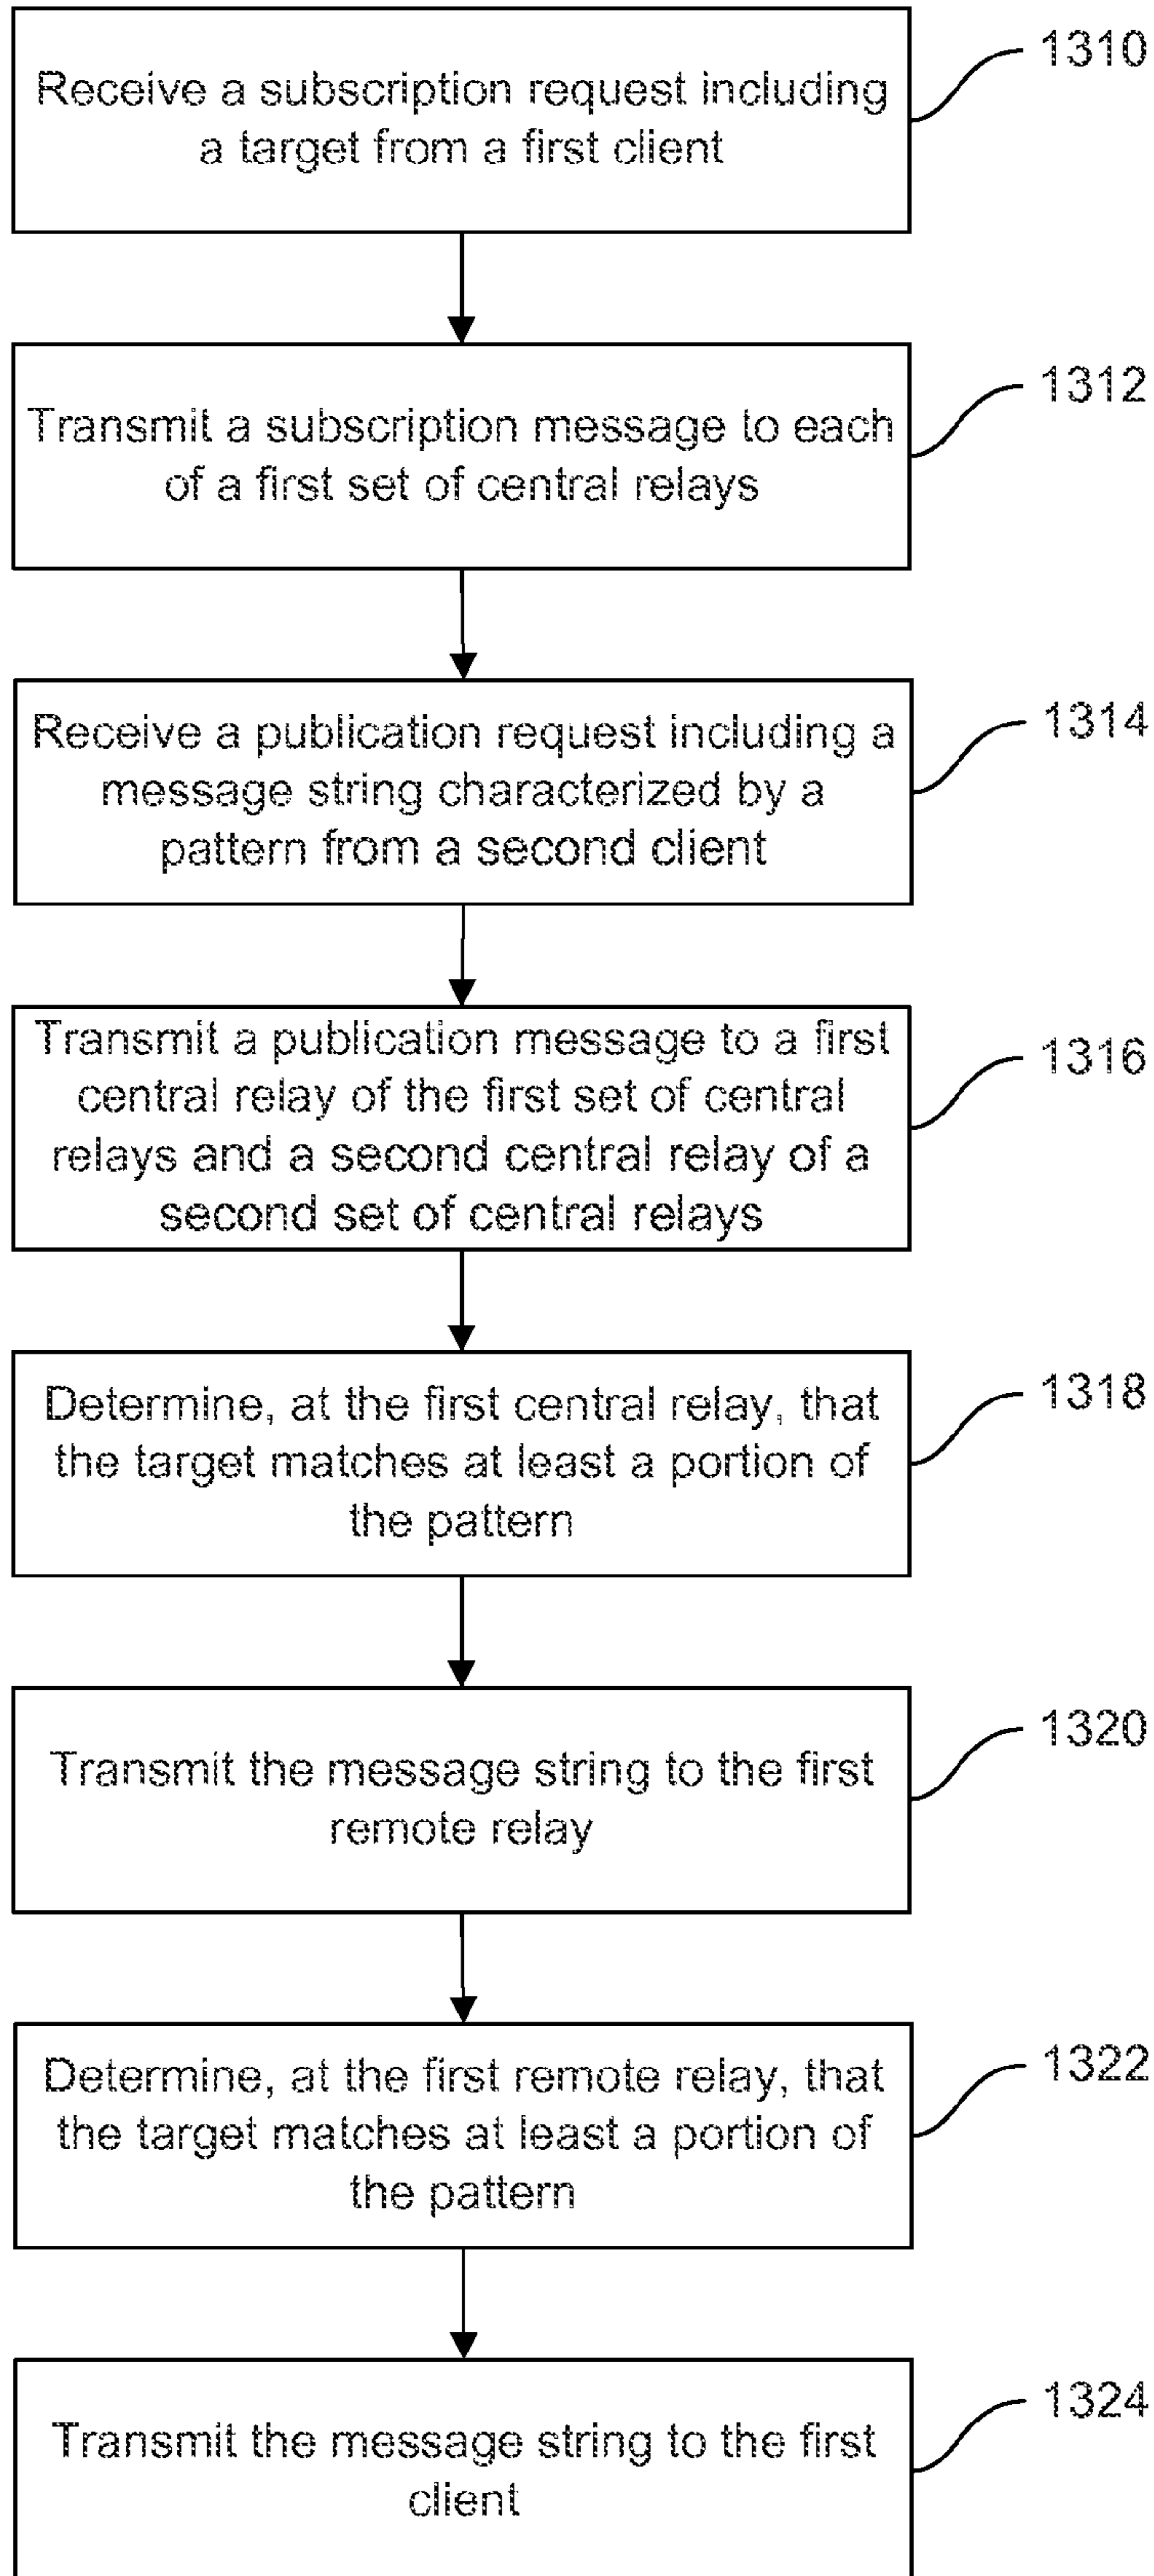 Receive a subscription request including
a target from a first client
1310
Transmit a subscription message to each
of a first set of central relays
1312
Receive a publication request including a
message string characterized by a
pattern from a second client
1314
Transmit a publication message to a first
central relay of the first set of central
relays and a second central relay of a
second set of central relays
1316
Determine, at the first central relay, that
the target matches at least a portion of
the pattern
1318
Transmit the message string to the first
remote relay
1320
Determine, at the first remote relay, that
the target matches at least a portion of
the pattern
1322
Transmit the message string to the first
client
1324